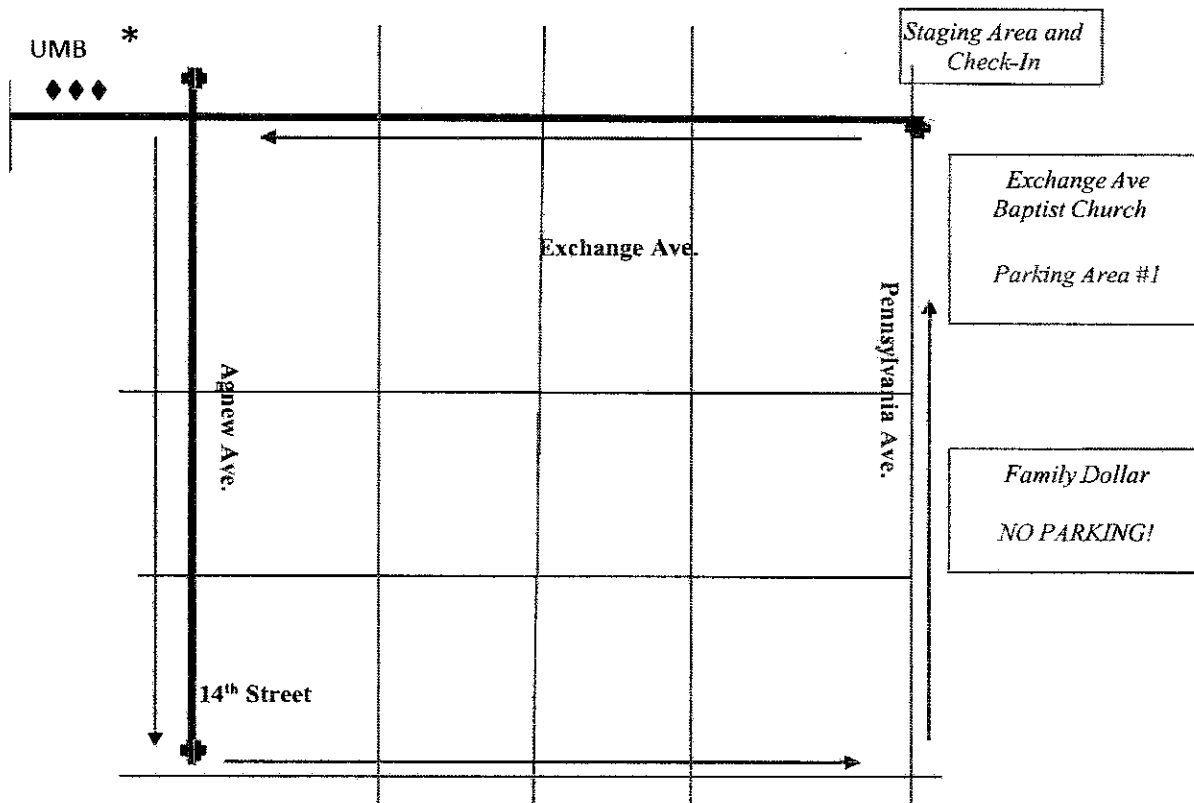 UMB *
Staging Area and
Check-In
Exchange Ave
Baptist Church
Parking Area #1
Exchange Ave.
Pennsylvania Ave.
Agnew Ave.
Family Dollar
NO PARKING!
14th Street